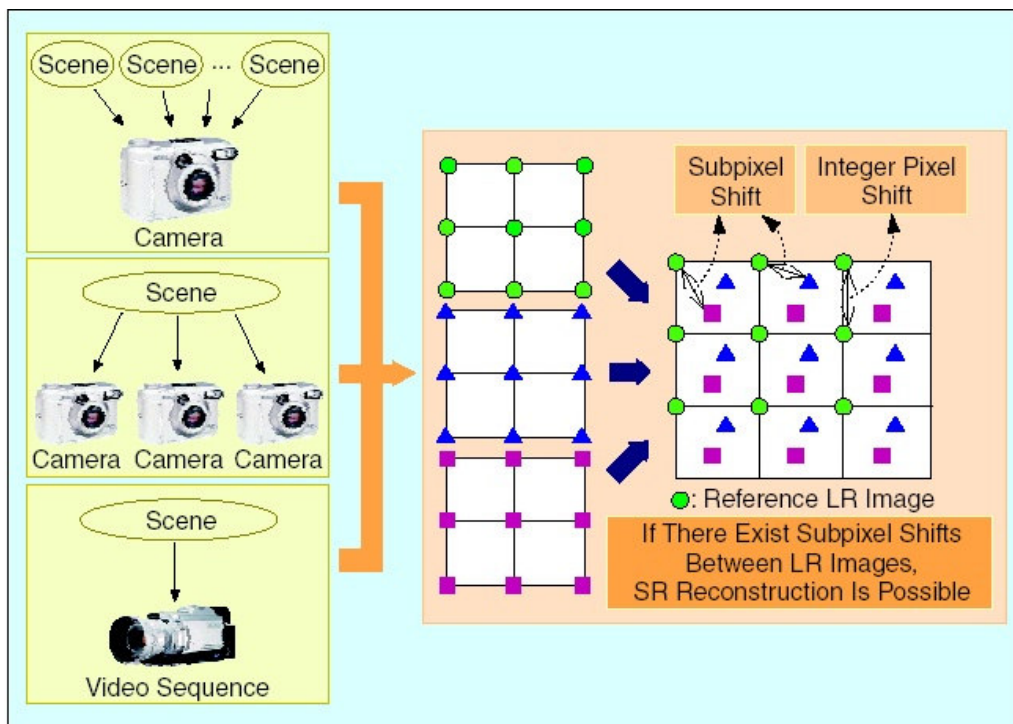 Scene Scene ... Scene
Camera
Scene
Camera Camera Camera
Scene
Video Sequence
Subpixel
Shift
Integer Pixel
Shift
: Reference LR Image
If There Exist Subpixel Shifts
Between LR Images,
SR Reconstruction Is Possible